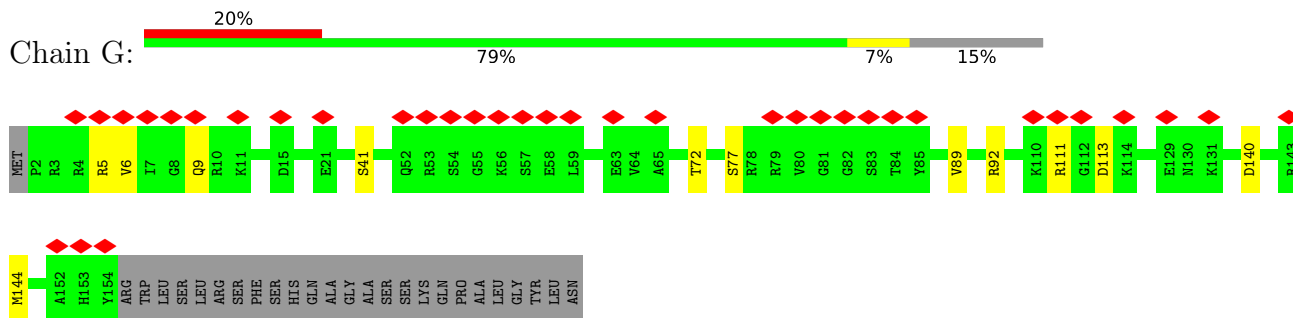 20%
Chain G:
79% 7% 15%
MET P2 R3 R4 R5 V6 I7 G8 Q9 R10 K11 D15 E21 S41 Q52 R53 S54 G55 K56 S57 E58 L59 E63 V64 A65 T72 S77 R78 R79 V80 G81 G82 S83 T84 Y85 V89 R92 K110 R111 G112 D113 K114 E129 N130 K131 D140 R143
M144 A152 H153 Y154 ARG TRP LEU SER LEU ARG SER PHE SER HIS GLN ALA GLY ALA SER SER LYS GLN PRO ALA LEU GLY TYR LEU ASN